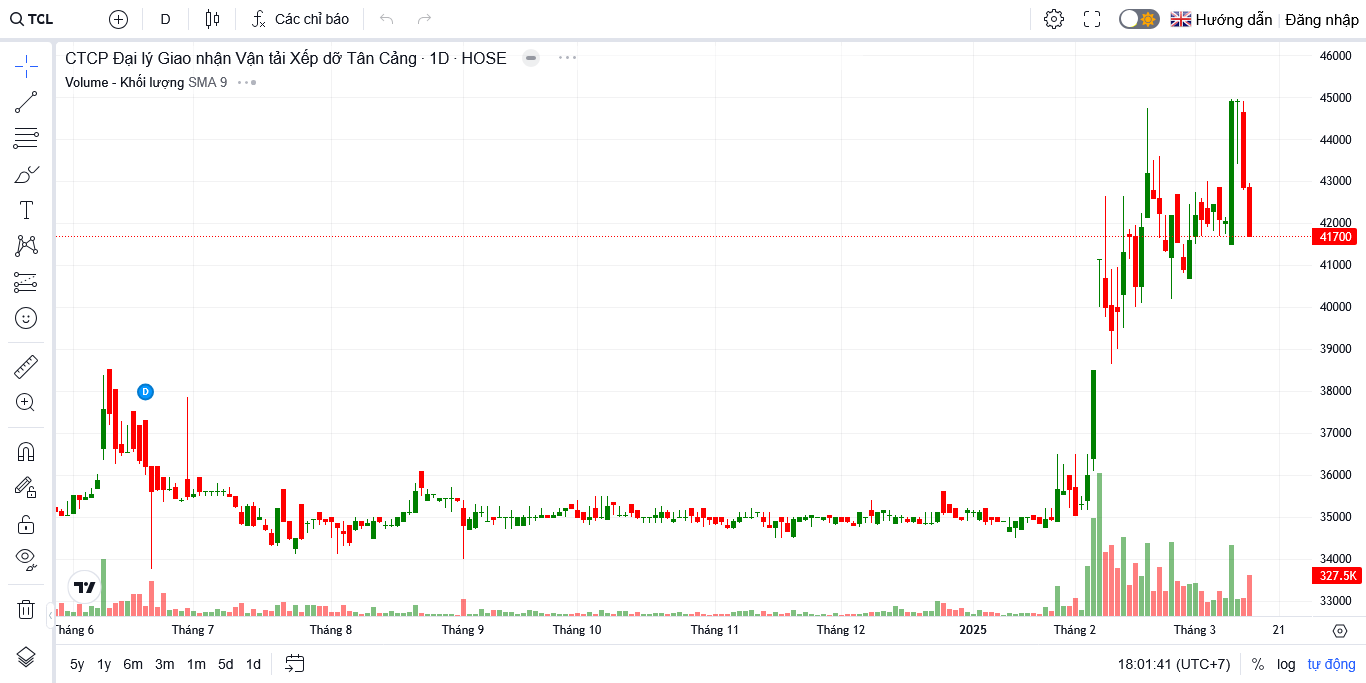 TCL D Các chỉ báo Hướng dẫn Đăng nhập
CTCP Đại lý Giao nhận Vận tải Xếp dỡ Tân Cảng · 1D · HOSE
Volume - Khối lượng SMA 9
46000
45000
44000
43000
42000
41700
41000
40000
39000
38000
D
37000
36000
35000
34000
327.5K
33000
Tháng 6 Tháng 7 Tháng 8 Tháng 9 Tháng 10 Tháng 11 Tháng 12 2025 Tháng 2 Tháng 3 21
5y 1y 6m 3m 1m 5d 1d 18:01:41 (UTC+7) % log tự động